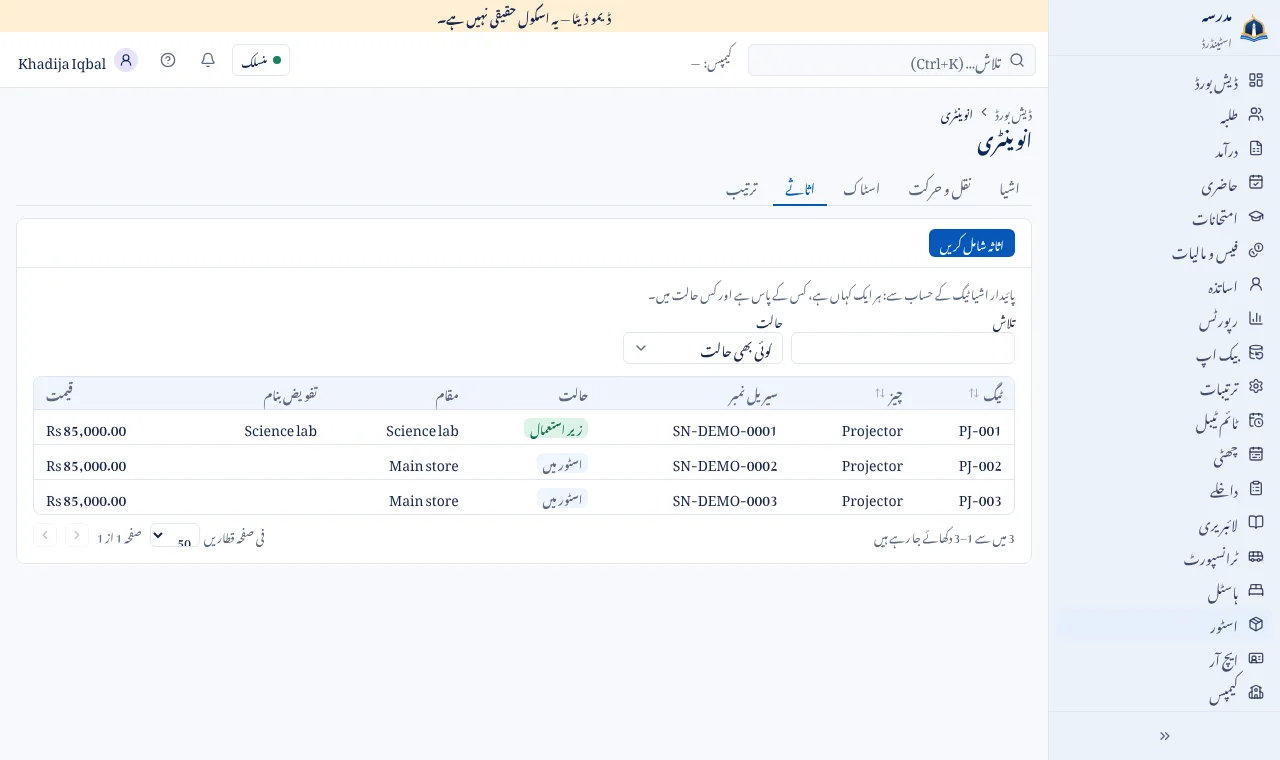 ڈیمو ڈیٹا — یہ اسکول حقیقی نہیں ہے۔
مدرسہ
اسٹینڈرڈ
ڈیش بورڈ
طلبہ
درآمد
حاضری
امتحانات
فیس و مالیات
اساتذہ
رپورٹس
بیک اپ
ترتیبات
ٹائم ٹیبل
چھٹی
داخلے
لائبریری
ٹرانسپورٹ
ہاسٹل
اسٹور
ایچ آر
کیمپس
تلاش... (Ctrl+K)
کیمپس: —
منسلک
Khadija Iqbal
ڈیش بورڈ
انوینٹری
انوینٹری
اشیا نقل و حرکت اسٹاک اثاثے ترتیب
اثاثہ شامل کریں
پائیدار اشیا ٹیگ کے حساب سے: ہر ایک کہاں ہے، کس کے پاس ہے اور کس حالت میں۔
تلاش
حالت
کوئی بھی حالت
ٹیگ چیز سیریل نمبر حالت مقام تفویض بنام قیمت
PJ-001 Projector SN-DEMO-0001 زیر استعمال Science lab Science lab Rs 85,000.00
PJ-002 Projector SN-DEMO-0002 اسٹور میں Main store Rs 85,000.00
PJ-003 Projector SN-DEMO-0003 اسٹور میں Main store Rs 85,000.00
3 میں سے 1–3 دکھائے جا رہے ہیں
فی صفحہ قطاریں 50 صفحہ 1 از 1